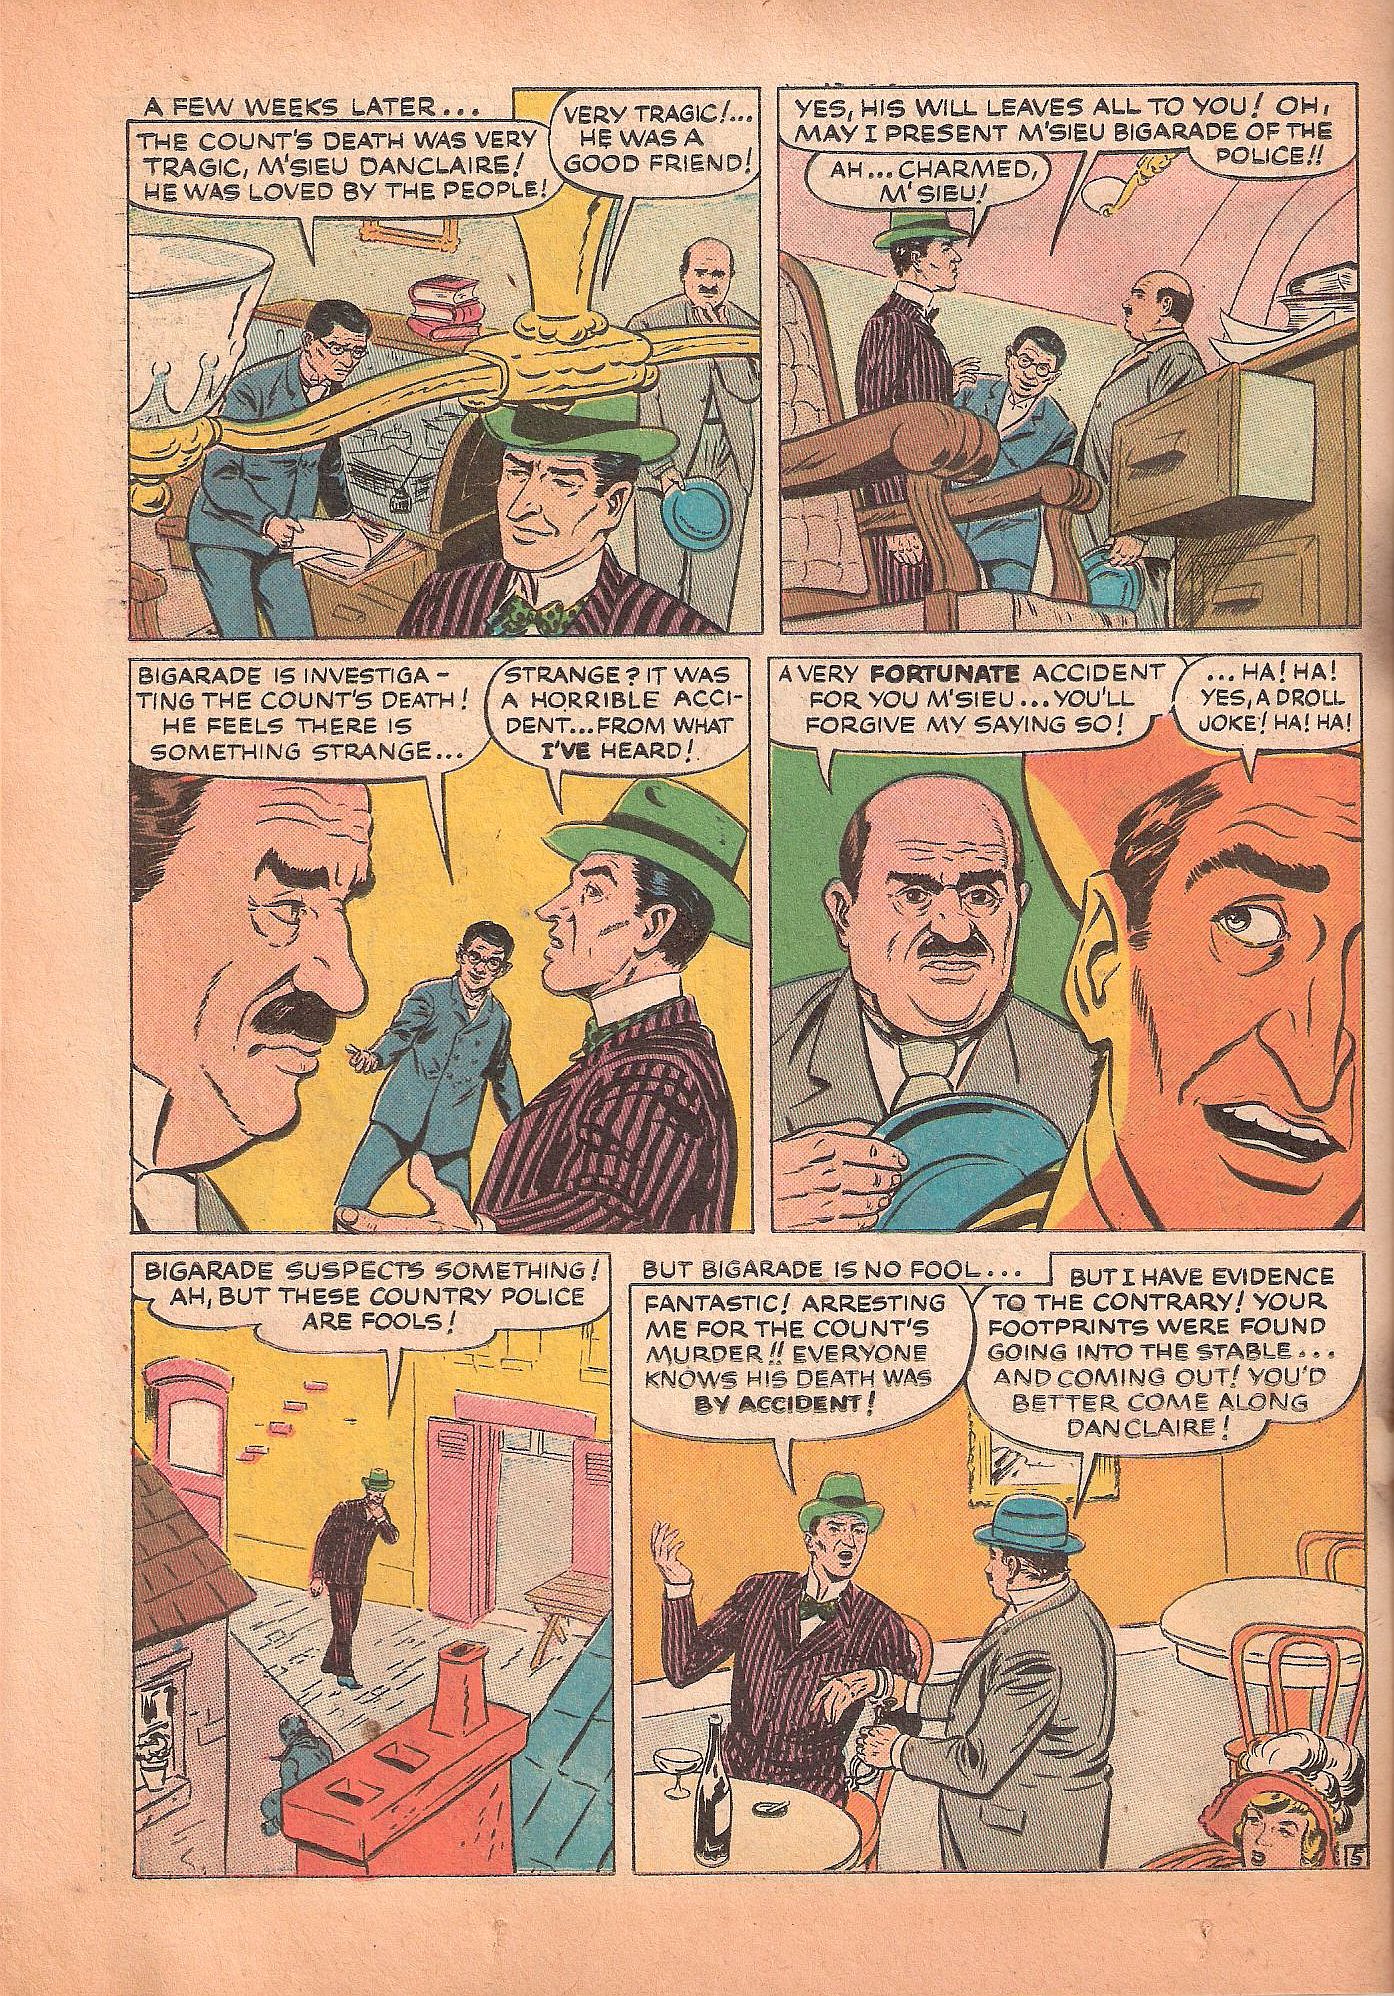 A FEW WEEKS LATER...
THE COUNT'S DEATH WAS VERY
TRAGIC, M'SIEU DANCLAIRE!
HE WAS LOVED BY THE PEOPLE!
VERY TRAGIC!...
HE WAS A
GOOD FRIEND!
YES, HIS WILL LEAVES ALL TO YOU! OH,
MAY I PRESENT M'SIEU BIGARADE OF THE
POLICE!!
AH...CHARMED,
M'SIEU!
BIGARADE IS INVESTIGA-
TING THE COUNT'S DEATH!
HE FEELS THERE IS
SOMETHING STRANGE...
STRANGE? IT WAS
A HORRIBLE ACCI-
DENT...FROM WHAT
I'VE HEARD!
A VERY FORTUNATE ACCIDENT
FOR YOU M'SIEU...YOU'LL
FORGIVE MY SAYING SO!
...HA! HA!
YES, A DROLL
JOKE! HA! HA!
BIGARADE SUSPECTS SOMETHING!
AH, BUT THESE COUNTRY POLICE
ARE FOOLS!
BUT BIGARADE IS NO FOOL...
FANTASTIC! ARRESTING
ME FOR THE COUNT'S
MURDER!! EVERYONE
KNOWS HIS DEATH WAS
BY ACCIDENT!
BUT I HAVE EVIDENCE
TO THE CONTRARY! YOUR
FOOTPRINTS WERE FOUND
GOING INTO THE STABLE...
AND COMING OUT! YOU'D
BETTER COME ALONG
DANCLAIRE!
5